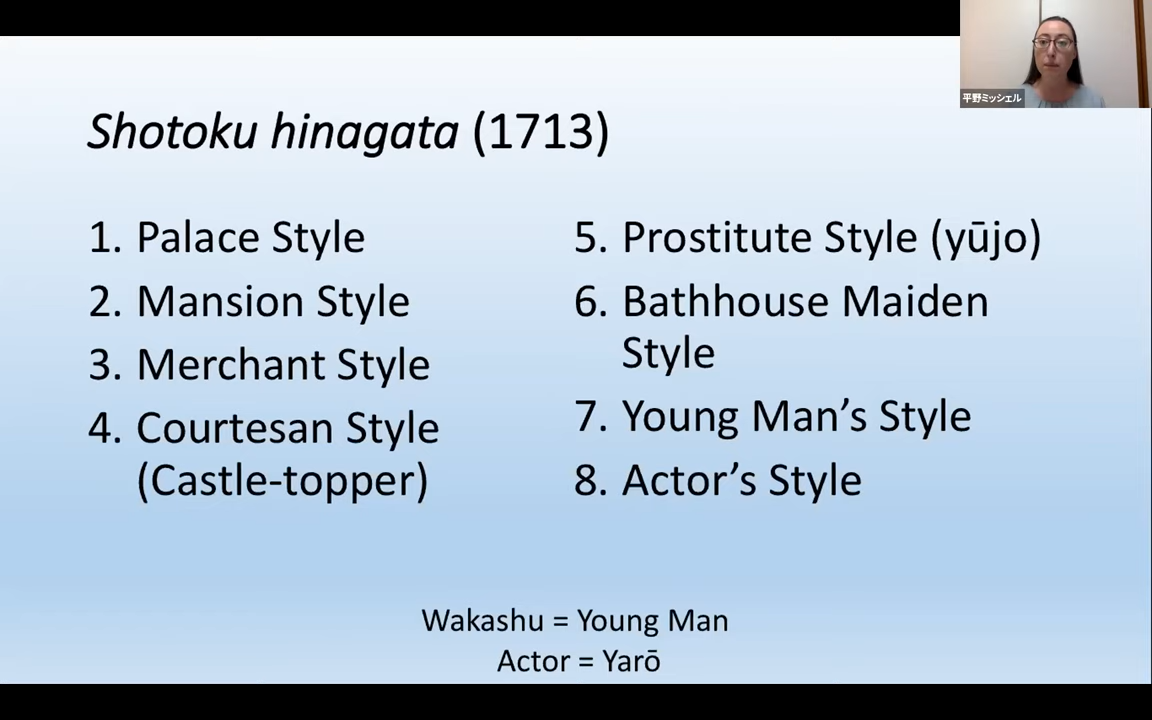 平野ミッシェル
Shotoku hinagata (1713)
1. Palace Style
2. Mansion Style
3. Merchant Style
4. Courtesan Style
(Castle-topper)
5. Prostitute Style (yūjo)
6. Bathhouse Maiden
Style
7. Young Man’s Style
8. Actor’s Style
Wakashu = Young Man
Actor = Yarō